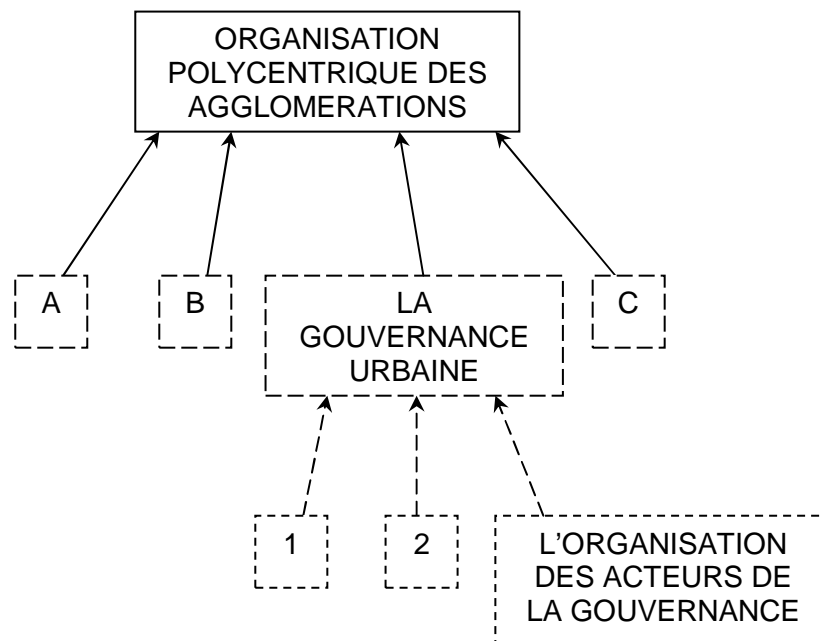 ORGANISATION
POLYCENTRIQUE DES
AGGLOMERATIONS
A
B
LA
GOUVERNANCE
URBAINE
C
1
2
L'ORGANISATION
DES ACTEURS DE
LA GOUVERNANCE